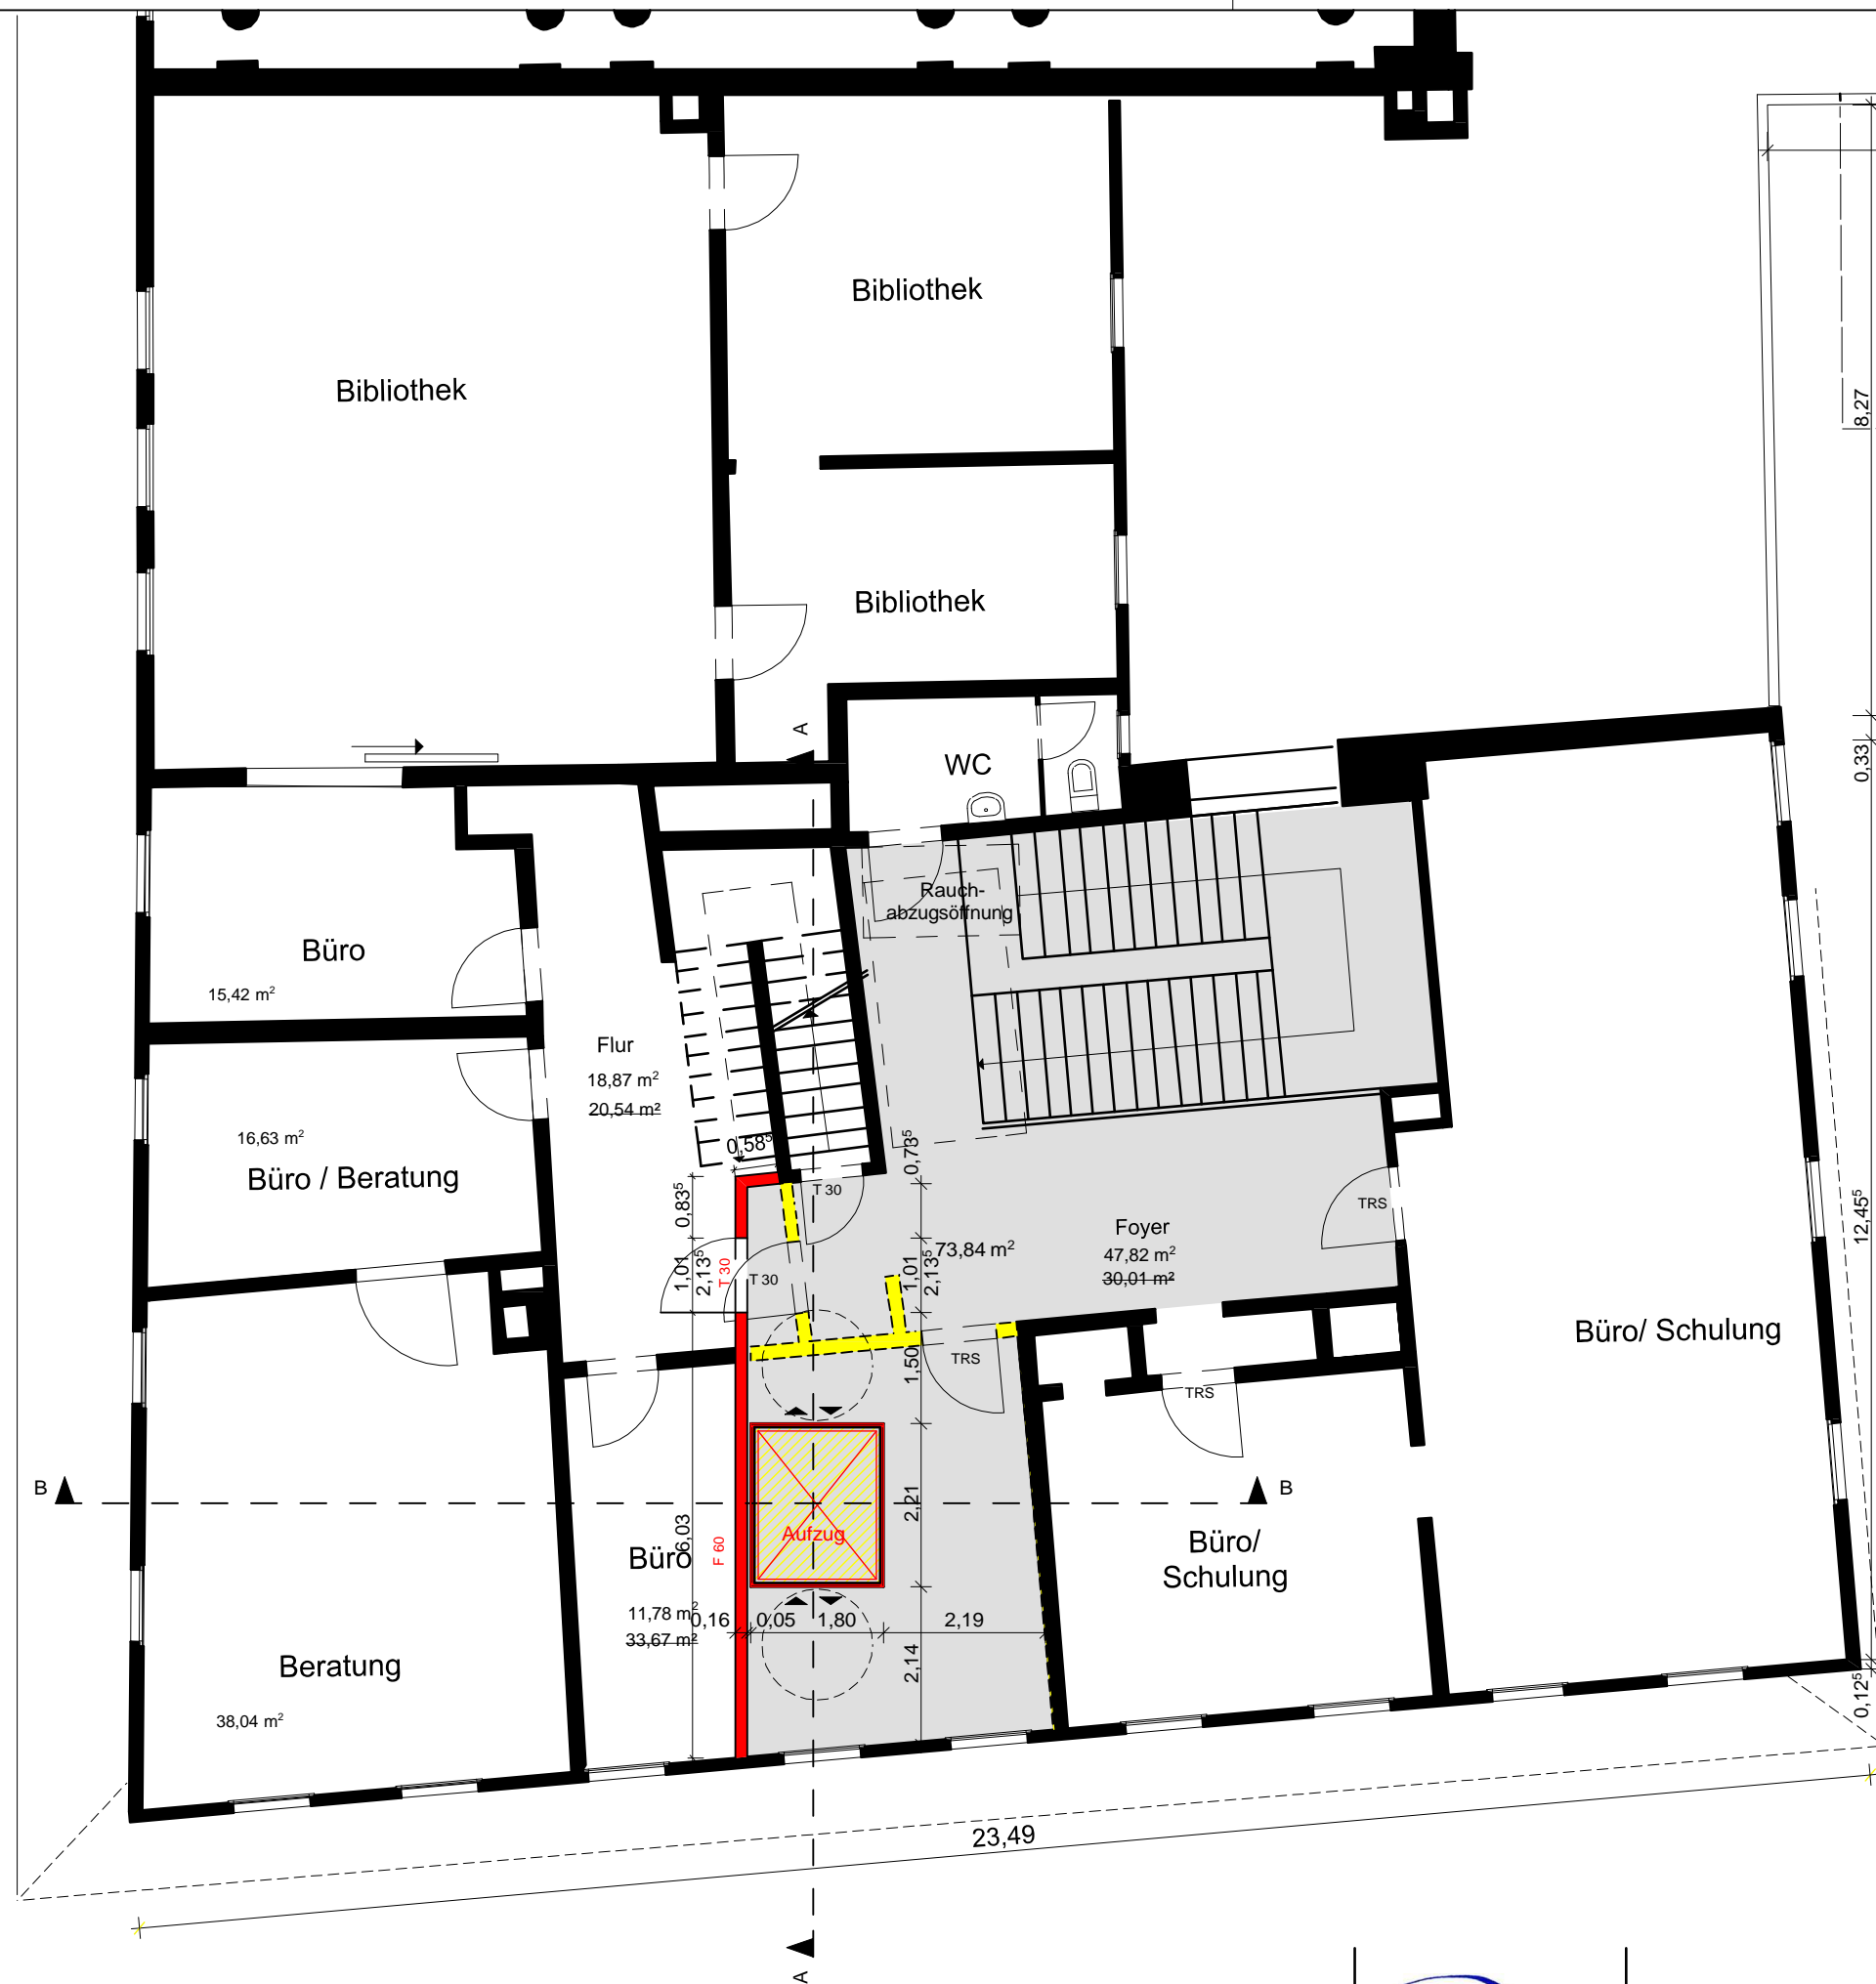 Bibliothek
8,27
Bibliothek
Bibliothek
A
WC
0,33
Rauch-
abzugsöffnung
Büro
15,42 m²
Flur
18,87 m²
20,54 m²
16,63 m²
Büro / Beratung
0,58⁵
0,73⁵
0,83⁵
T 30
TRS
12,45⁵
Foyer
73,84 m²
47,82 m²
30,01 m²
1,01
2,13⁵
T 30
T 30
1,01
2,13⁵
Büro/ Schulung
1,50
TRS
TRS
B
B
2,21
6,03
F 60
Aufzug
Büro
Büro/
Schulung
11,78 m²
33,67 m²
0,16
0,05
1,80
2,19
2,14
Beratung
38,04 m²
0,12⁵
23,49
A